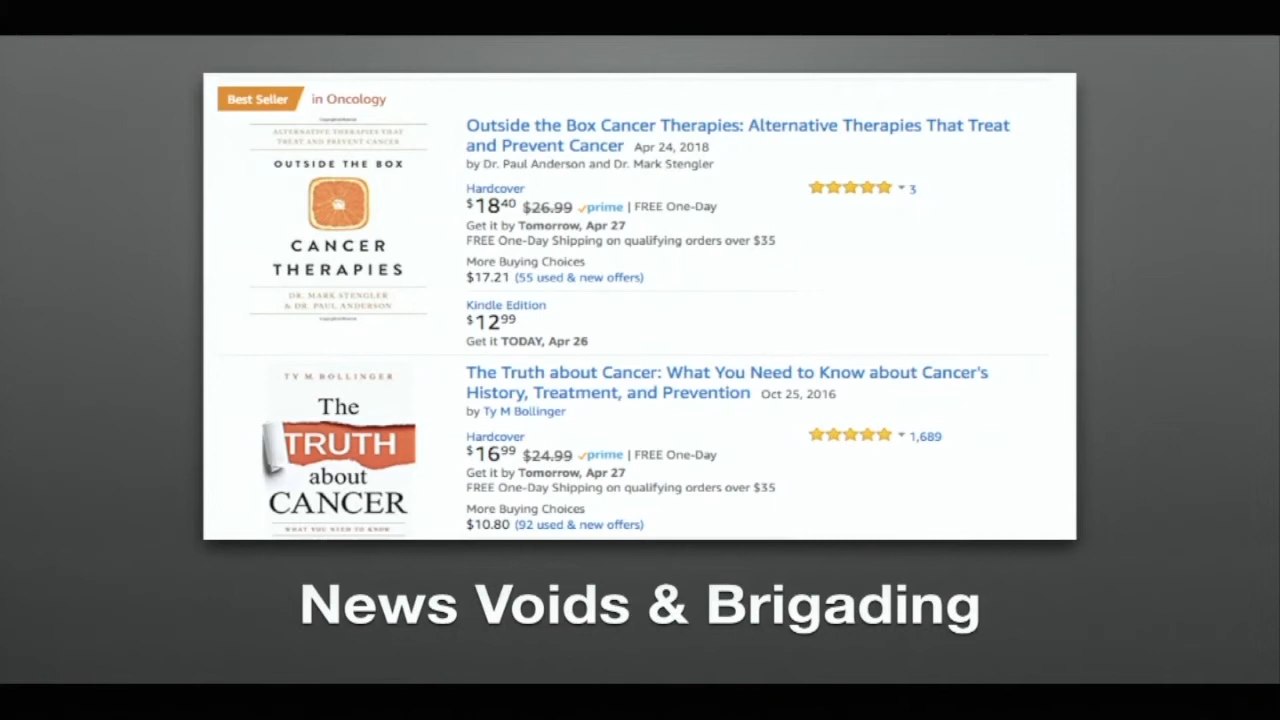 Best Seller in Oncology
ALTERNATIVE THERAPIES THAT
TREAT AND PREVENT CANCER
OUTSIDE THE BOX
CANCER
THERAPIES
DR. MARK STENGLER
& DR. PAUL ANDERSON
Outside the Box Cancer Therapies: Alternative Therapies That Treat
and Prevent Cancer Apr 24, 2018
by Dr. Paul Anderson and Dr. Mark Stengler
Hardcover
$18.40 $26.99 prime | FREE One-Day
3
Get it by Tomorrow, Apr 27
FREE One-Day Shipping on qualifying orders over $35
More Buying Choices
$17.21 (55 used & new offers)
Kindle Edition
$12.99
Get it TODAY, Apr 26
TY M. BOLLINGER
The
TRUTH
about
CANCER
WHAT YOU NEED TO KNOW
The Truth about Cancer: What You Need to Know about Cancer's
History, Treatment, and Prevention Oct 25, 2016
by Ty M Bollinger
Hardcover
$16.99 $24.99 prime | FREE One-Day
1,689
Get it by Tomorrow, Apr 27
FREE One-Day Shipping on qualifying orders over $35
More Buying Choices
$10.80 (92 used & new offers)
News Voids & Brigading